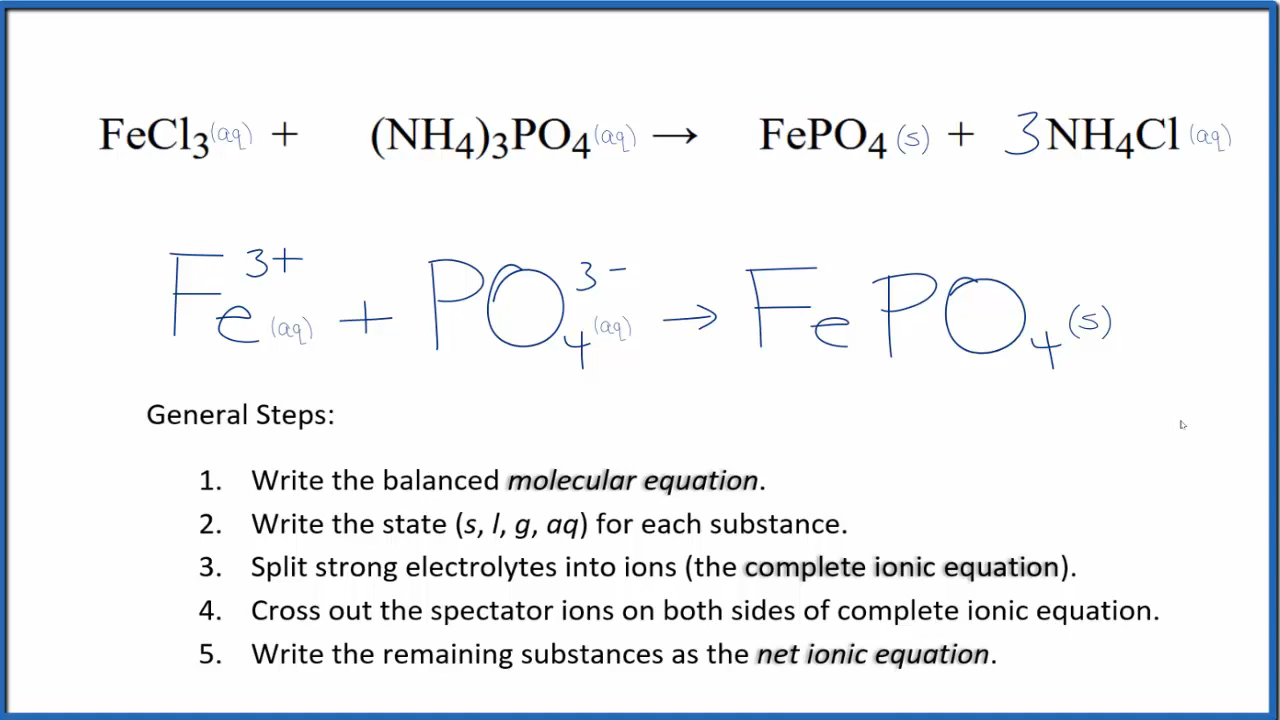 FeCl₃(aq) + (NH₄)₃PO₄(aq) → FePO₄(s) + 3NH₄Cl(aq)
Fe³⁺(aq) + PO₄³⁻(aq) → FePO₄(s)
General Steps:
1. Write the balanced molecular equation.
2. Write the state (s, l, g, aq) for each substance.
3. Split strong electrolytes into ions (the complete ionic equation).
4. Cross out the spectator ions on both sides of complete ionic equation.
5. Write the remaining substances as the net ionic equation.